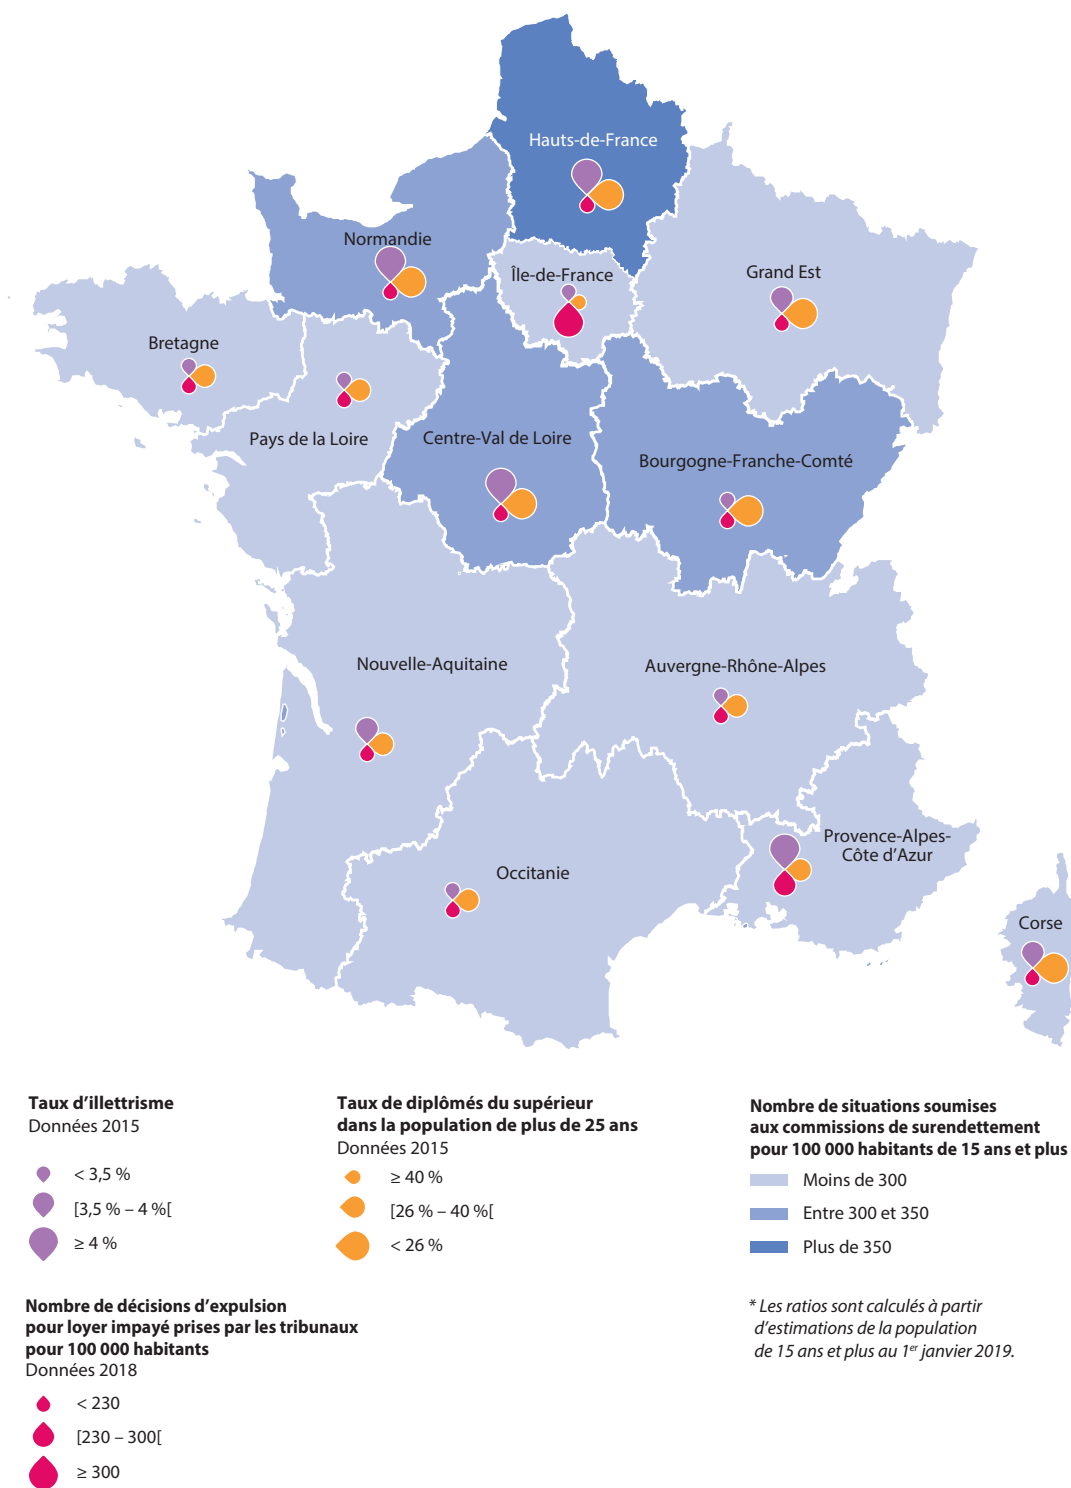 Hauts-de-France
Normandie
Île-de-France
Grand Est
Bretagne
Pays de la Loire
Centre-Val de Loire
Bourgogne-Franche-Comté
Nouvelle-Aquitaine
Auvergne-Rhône-Alpes
Provence-Alpes-
Côte d'Azur
Occitanie
Corse
Taux d'illettrisme
Données 2015
< 3,5 %
[3,5 % – 4 %[
≥ 4 %
Taux de diplômés du supérieur
dans la population de plus de 25 ans
Données 2015
≥ 40 %
[26 % – 40 %[
< 26 %
Nombre de situations soumises
aux commissions de surendettement
pour 100 000 habitants de 15 ans et plus
Moins de 300
Entre 300 et 350
Plus de 350
Nombre de décisions d'expulsion
pour loyer impayé prises par les tribunaux
pour 100 000 habitants
Données 2018
< 230
[230 – 300[
≥ 300
* Les ratios sont calculés à partir
d'estimations de la population
de 15 ans et plus au 1er janvier 2019.